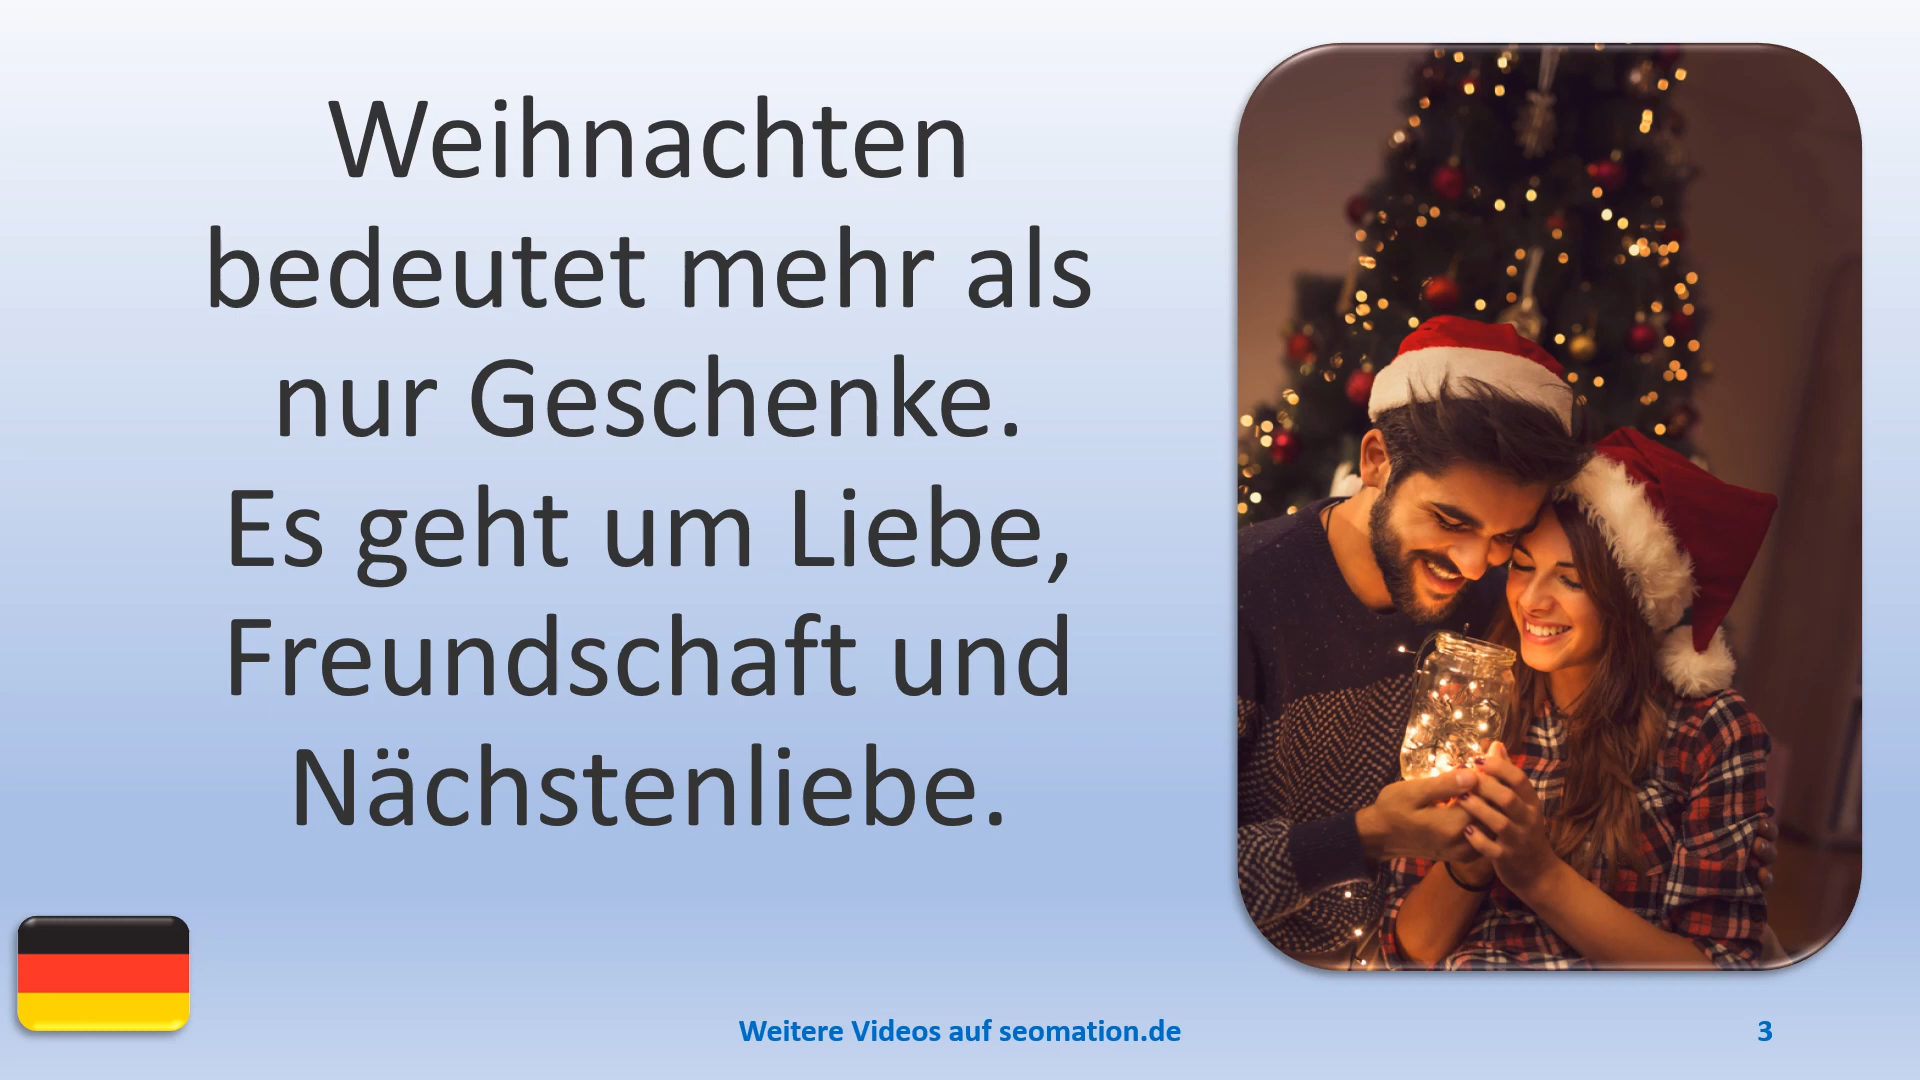 Weihnachten
bedeutet mehr als
nur Geschenke.
Es geht um Liebe,
Freundschaft und
Nächstenliebe.
Weitere Videos auf seomation.de
3